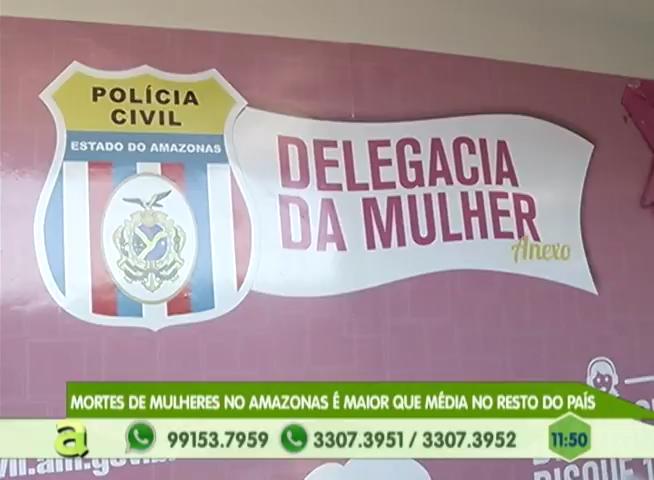 POLÍCIA
CIVIL
ESTADO DO AMAZONAS
DELEGACIA
DA MULHER
Anexo
MORTES DE MULHERES NO AMAZONAS É MAIOR QUE MÉDIA NO RESTO DO PAÍS
a 99153.7959 3307.3951 / 3307.3952 11:50
DISQUE